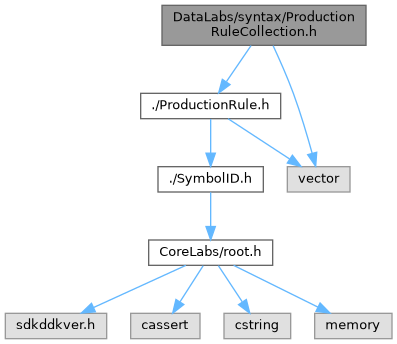 DataLabs/syntax/Production
RuleCollection.h
./ProductionRule.h
./SymbolID.h
vector
CoreLabs/root.h
sdkddkver.h
cassert
cstring
memory